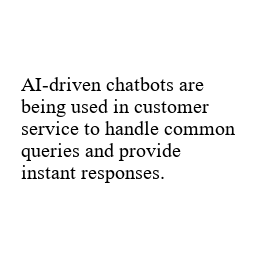 AI-driven chatbots are
being used in customer
service to handle common
queries and provide
instant responses.